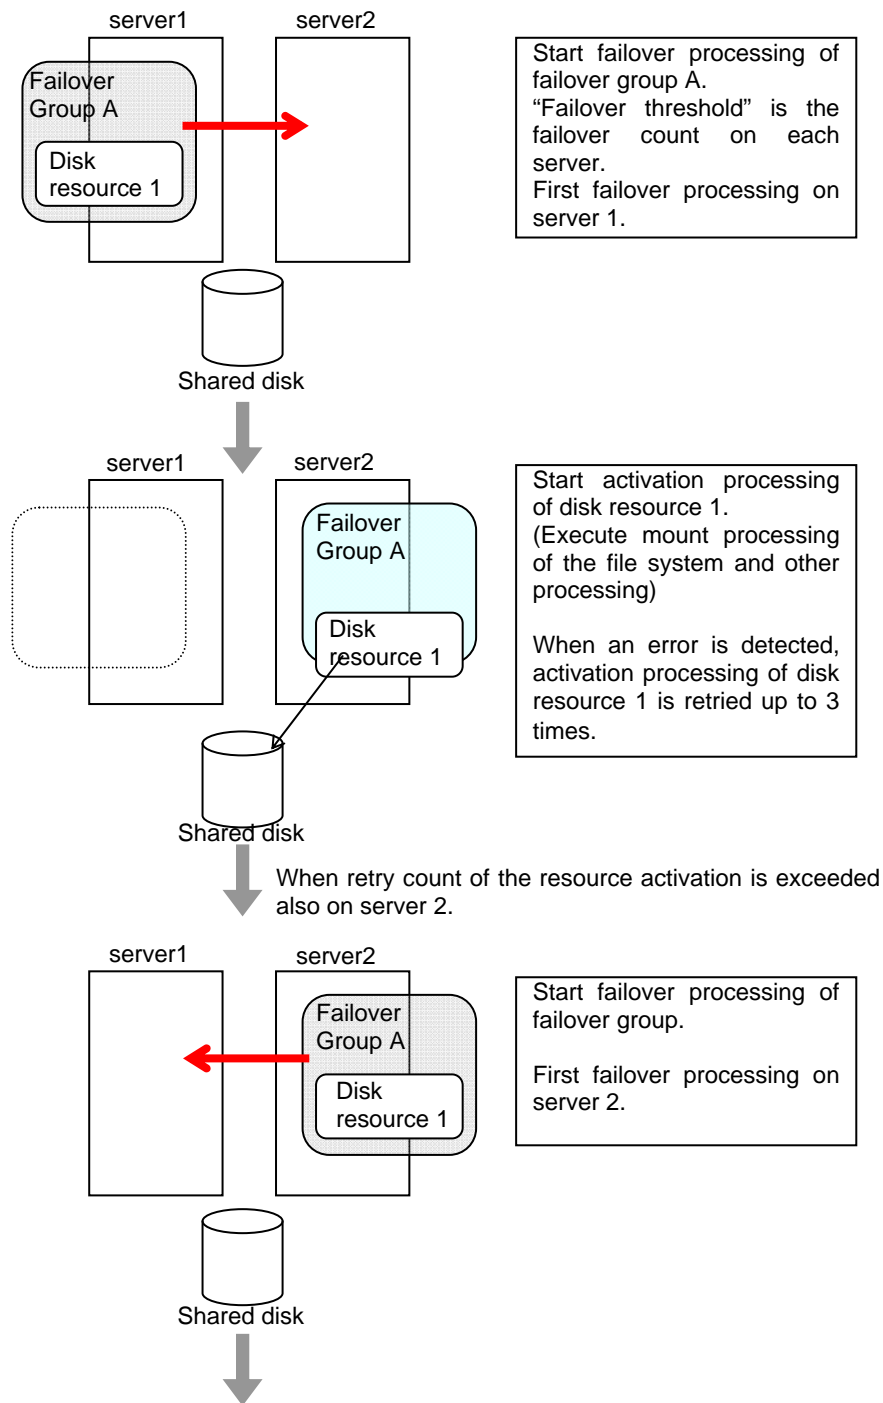 server1
server2
Failover
Group A
Disk
resource 1
Start failover processing of
failover group A.
“Failover threshold” is the
failover count on each
server.
First failover processing on
server 1.
Shared disk
server1
server2
Failover
Group A
Disk
resource 1
Start activation processing
of disk resource 1.
(Execute mount processing
of the file system and other
processing)
When an error is detected,
activation processing of disk
resource 1 is retried up to 3
times.
Shared disk
When retry count of the resource activation is exceeded
also on server 2.
server1
server2
Failover
Group A
Disk
resource 1
Start failover processing of
failover group.
First failover processing on
server 2.
Shared disk